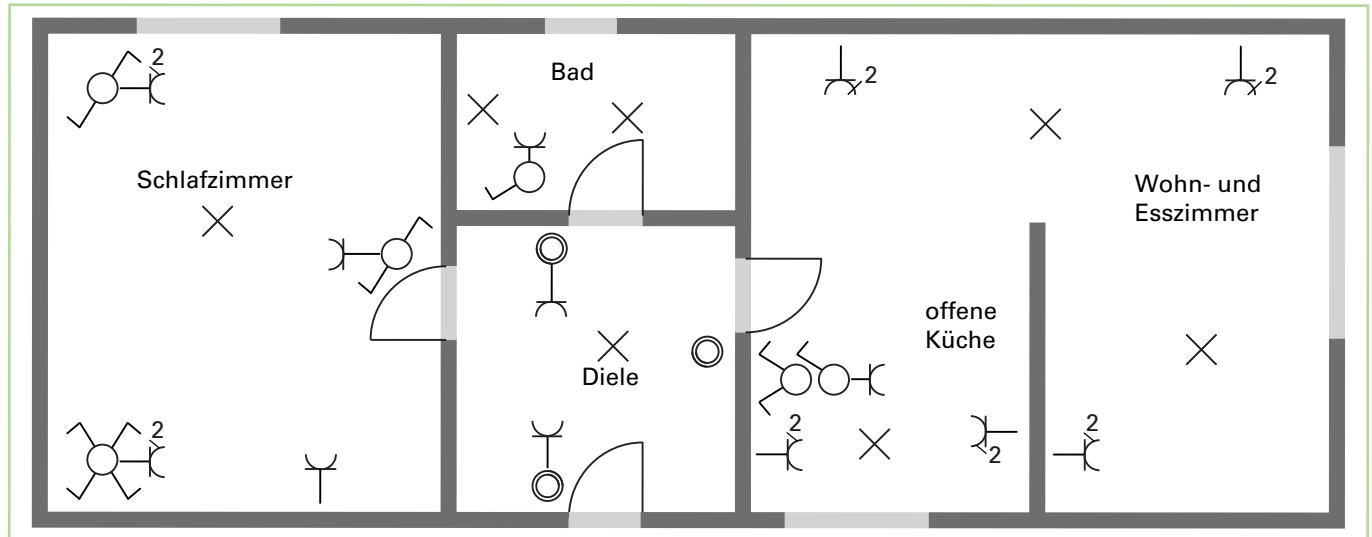 2
Bad
2
2
Schlafzimmer
Wohn- und
Esszimmer
offene
Küche
Diele
2
2
2
2